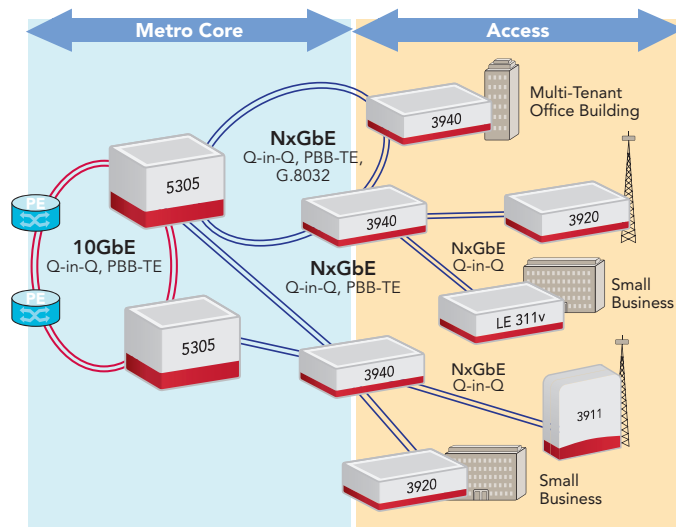 Metro Core
Access
3940
Multi-Tenant
Office Building
NxGbE
Q-in-Q, PBB-TE,
G.8032
5305
PE
3940
3920
10GbE
Q-in-Q, PBB-TE
NxGbE
Q-in-Q, PBB-TE
NxGbE
Q-in-Q
PE
LE 311v
Small
Business
5305
3940
NxGbE
Q-in-Q
3911
3920
Small
Business